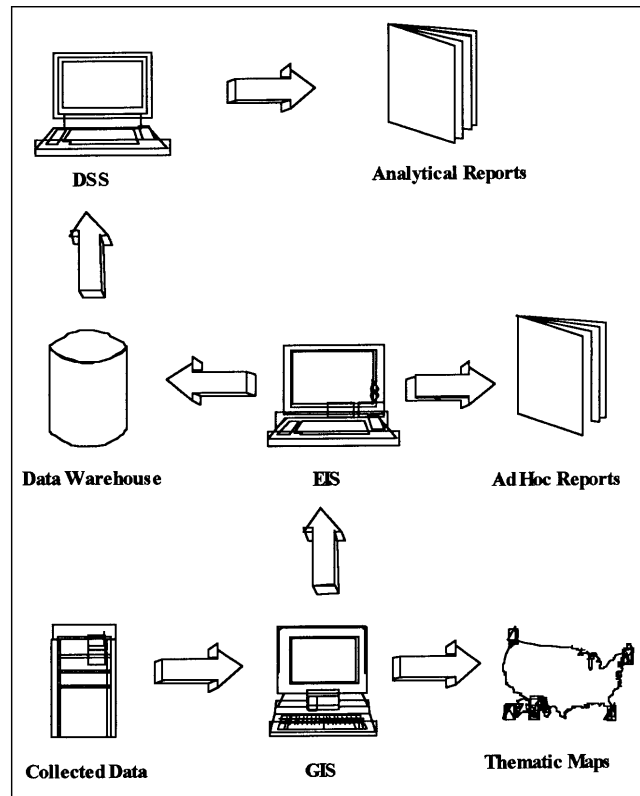 DSS
Analytical Reports
Data Warehouse
EIS
Ad Hoc Reports
Collected Data
GIS
Thematic Maps